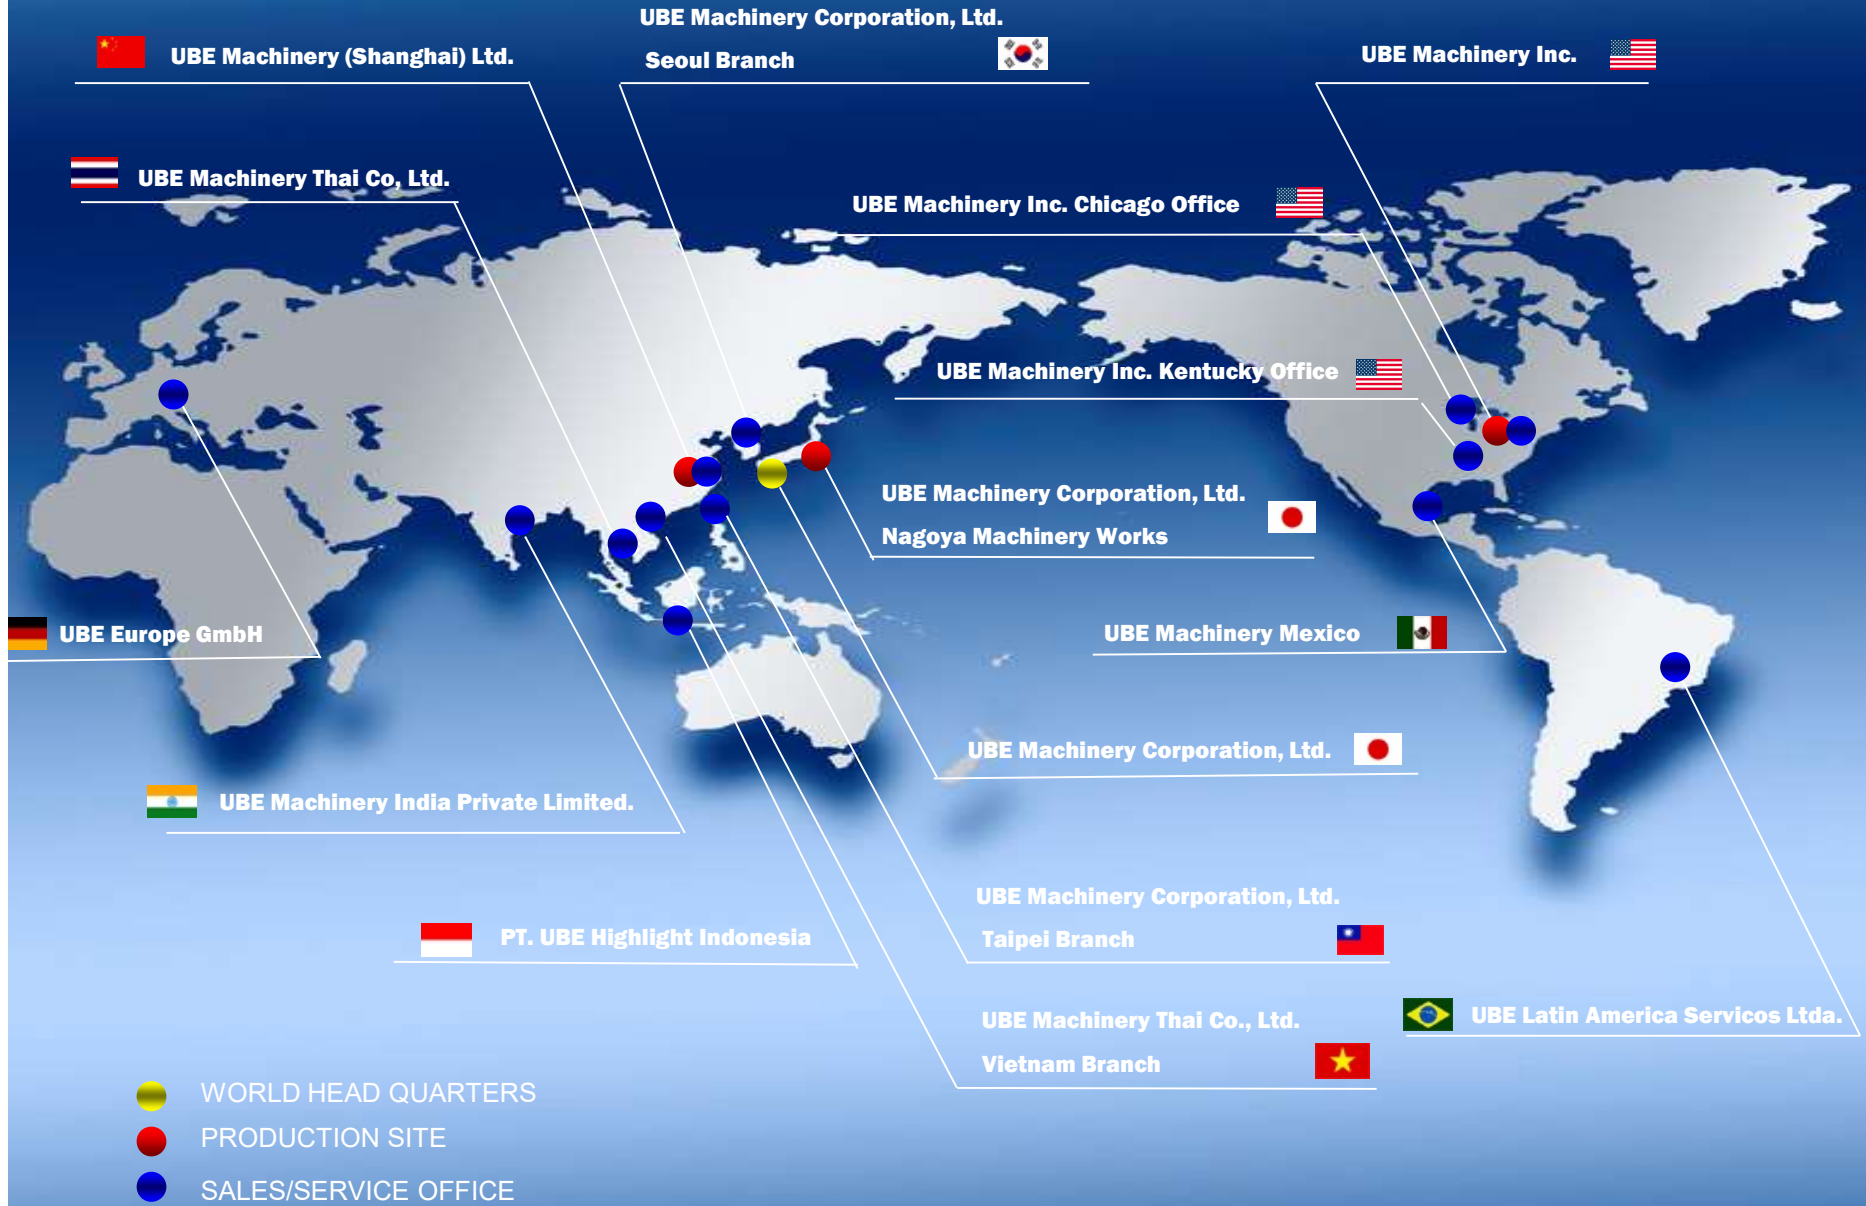 UBE Machinery Corporation, Ltd.
Seoul Branch
UBE Machinery (Shanghai) Ltd.
UBE Machinery Inc.
UBE Machinery Thai Co, Ltd.
UBE Machinery Inc. Chicago Office
UBE Machinery Inc. Kentucky Office
UBE Machinery Corporation, Ltd.
Nagoya Machinery Works
UBE Europe GmbH
UBE Machinery Mexico
UBE Machinery Corporation, Ltd.
UBE Machinery India Private Limited.
UBE Machinery Corporation, Ltd.
Taipei Branch
PT. UBE Highlight Indonesia
UBE Latin America Servicos Ltda.
UBE Machinery Thai Co., Ltd.
Vietnam Branch
WORLD HEAD QUARTERS
PRODUCTION SITE
SALES/SERVICE OFFICE